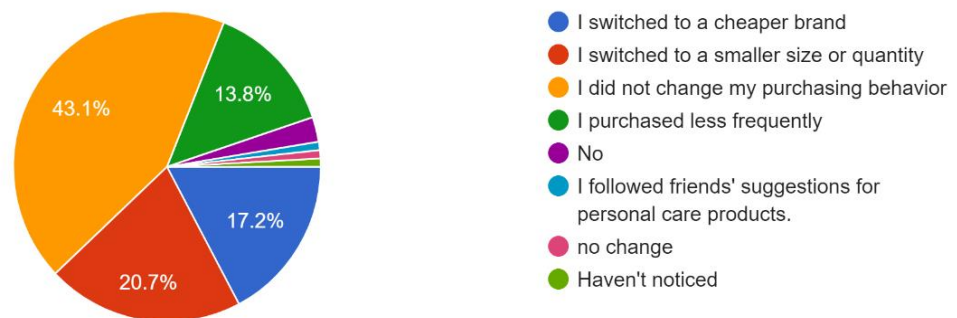 43.1%
13.8%
17.2%
20.7%
I switched to a cheaper brand
I switched to a smaller size or quantity
I did not change my purchasing behavior
I purchased less frequently
No
I followed friends' suggestions for
personal care products.
no change
Haven't noticed